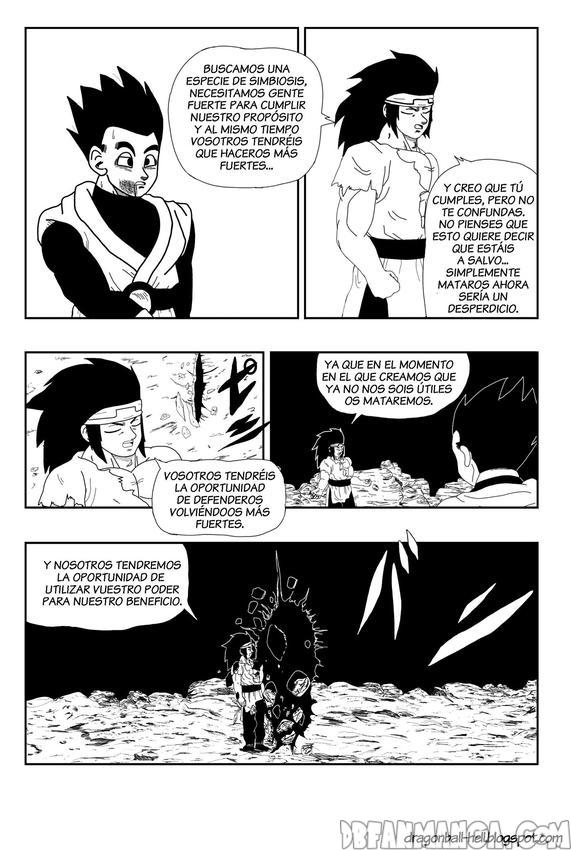 BUSCAMOS UNA
ESPECIE DE SIMBIOSIS,
NECESITAMOS GENTE
FUERTE PARA CUMPLIR
NUESTRO PROPÓSITO
Y AL MISMO TIEMPO
VOSOTROS TENDRÉIS
QUE HACEROS MÁS
FUERTES...
Y CREO QUE TÚ
CUMPLES, PERO NO
TE CONFUNDAS.
NO PIENSES QUE
ESTO QUIERE DECIR
QUE ESTÁIS
A SALVO...
SIMPLEMENTE
MATAROS AHORA
SERÍA UN
DESPERDICIO.
VOSOTROS TENDRÉIS
LA OPORTUNIDAD
DE DEFENDEROS
VOLVIÉNDOOS MÁS
FUERTES.
YA QUE EN EL MOMENTO
EN EL QUE CREAMOS QUE
YA NO NOS SOIS ÚTILES
OS MATAREMOS.
Y NOSOTROS TENDREMOS
LA OPORTUNIDAD DE
UTILIZAR VUESTRO PODER
PARA NUESTRO BENEFICIO.
dragonball-hell.blogspot.com
DBFANMANGA.COM